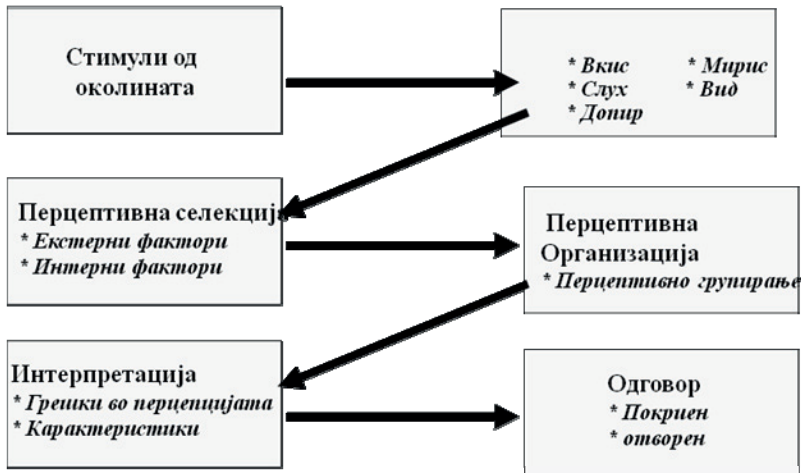 Стимули од
околината
* Вкис * Мирис
* Слух * Вид
* Допир
Перцептивна селекција
* Екстерни фактори
* Интерни фактори
Перцептивна
Организација
* Перцептивно групирање
Интерпретација
* Грешки во перцепцијата
* Карактеристики
Одговор
* Покриен
* отворен